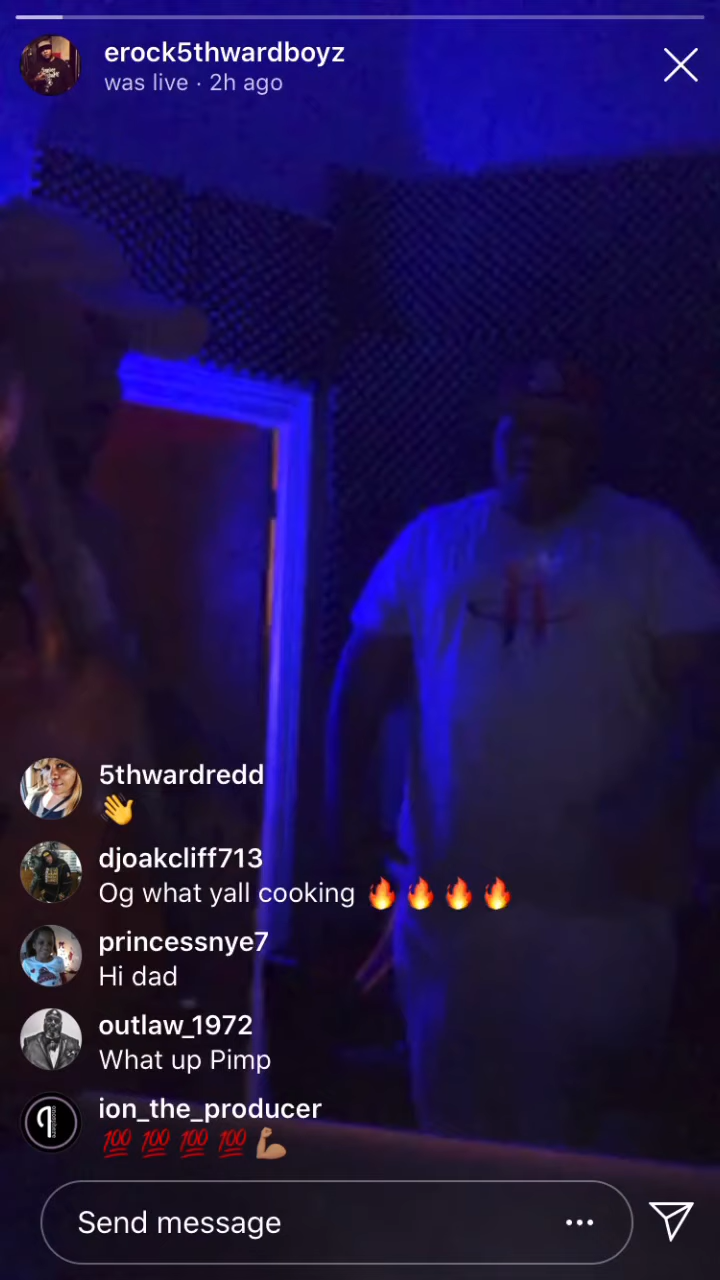 erock5thwardboyz
was live · 2h ago
5thwardredd
👋
djoakcliff713
Og what yall cooking 🔥 🔥 🔥 🔥
princessnye7
Hi dad
outlaw_1972
What up Pimp
ion_the_producer
💯 💯 💯 💯 💪🏼
Send message